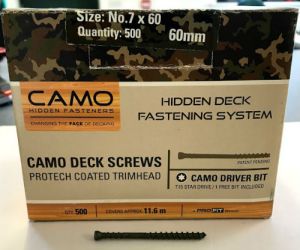 Size: No.7 x 60
Quantity: 500 60mm
CAMO
HIDDEN FASTENERS
CHANGING THE FACE OF DECKING
HIDDEN DECK
FASTENING SYSTEM
CAMO DECK SCREWS
PROTECH COATED TRIMHEAD
PATENT PENDING
CAMO DRIVER BIT
T15 STAR DRIVE / 1 FREE BIT INCLUDED
QTY. 500
COVERS APPROX. 11.6 m
PROFIT